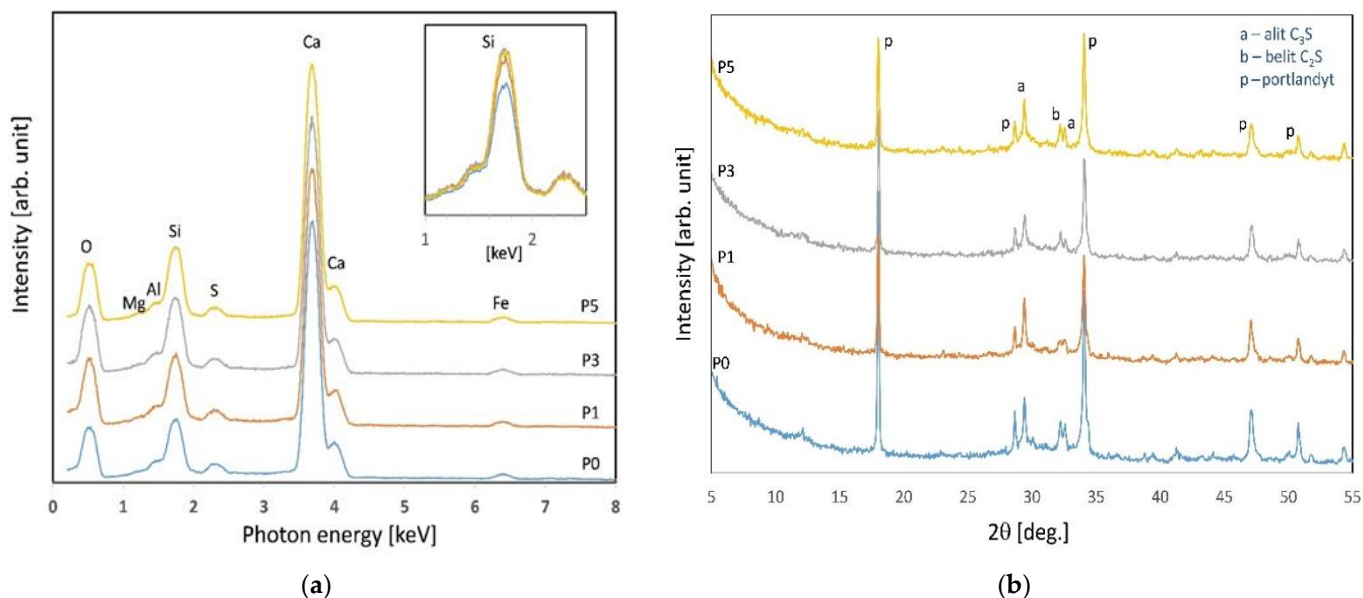 Intensity [arb. unit]
O
Mg
Al
Si
S
Ca
Ca
Fe
P5
P3
P1
P0
0 1 2 3 4 5 6 7 8
Photon energy [keV]
Si
1 2
[keV]
(a)
Intensity [arb. unit]
a – alit C₃S
b – belit C₂S
p – portlandyt
P5
P3
P1
P0
p
p
a
b
a
p
p
p
5 10 15 20 25 30 35 40 45 50 55
2θ [deg.]
(b)